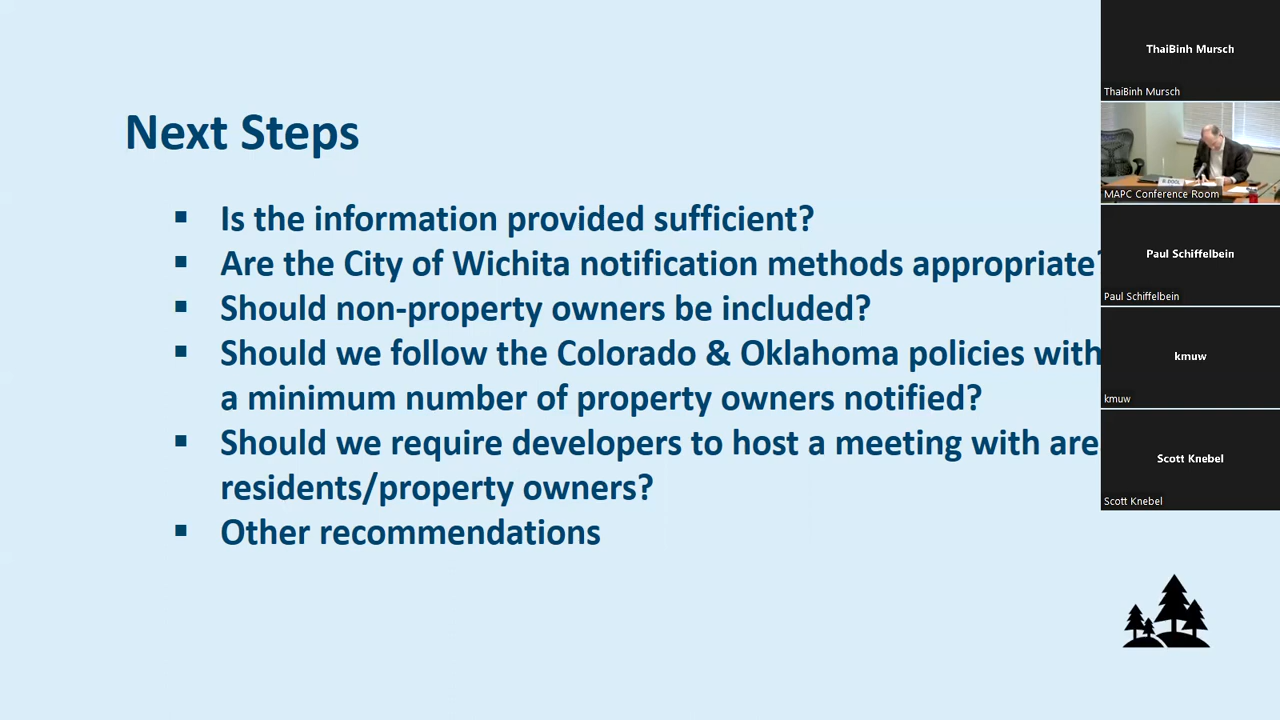 Next Steps
▪ Is the information provided sufficient?
▪ Are the City of Wichita notification methods appropriate?
▪ Should non-property owners be included?
▪ Should we follow the Colorado & Oklahoma policies with
a minimum number of property owners notified?
▪ Should we require developers to host a meeting with are
residents/property owners?
▪ Other recommendations
ThaiBinh Mursch
ThaiBinh Mursch
MAPC Conference Room
Paul Schiffelbein
Paul Schiffelbein
kmuw
kmuw
Scott Knebel
Scott Knebel